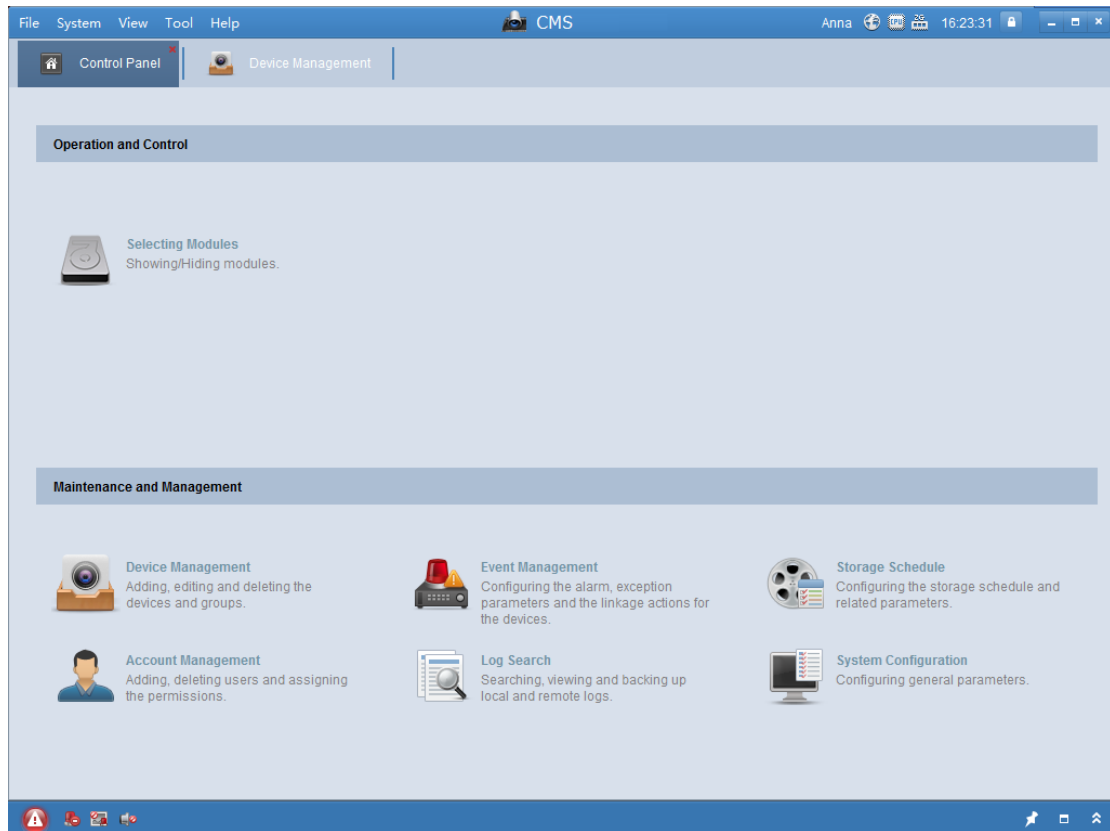 File System View Tool Help CMS Anna 16:23:31
Control Panel Device Management
Operation and Control
Selecting Modules
Showing/Hiding modules.
Maintenance and Management
Device Management
Adding, editing and deleting the
devices and groups.
Event Management
Configuring the alarm, exception
parameters and the linkage actions for
the devices.
Storage Schedule
Configuring the storage schedule and
related parameters.
Account Management
Adding, deleting users and assigning
the permissions.
Log Search
Searching, viewing and backing up
local and remote logs.
System Configuration
Configuring general parameters.